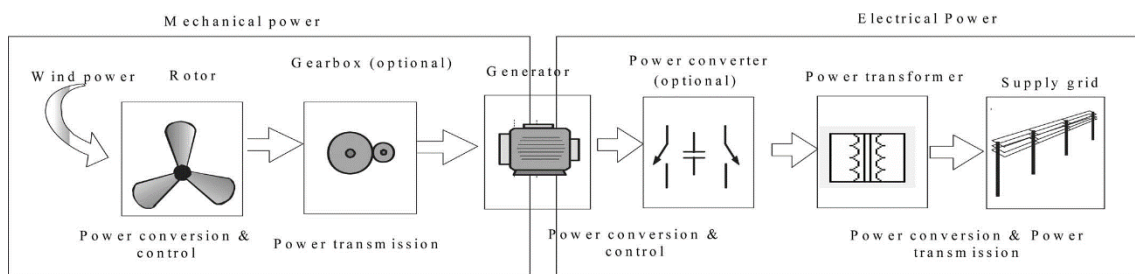 Mechanical power
Electrical Power
Wind power
Rotor
Gearbox (optional)
Generator
Power converter
(optional)
Power transformer
Supply grid
Power conversion &
control
Power transmission
Power conversion &
control
Power conversion & Power
transmission